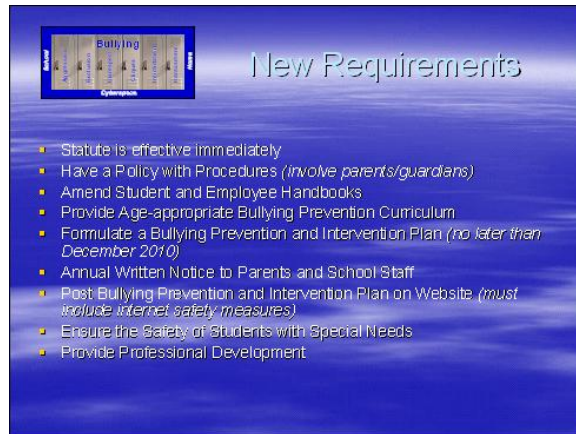 Bullying
School
Home
Cyberspace
New Requirements
Statute is effective immediately
Have a Policy with Procedures (involve parents/guardians)
Amend Student and Employee Handbooks
Provide Age-appropriate Bullying Prevention Curriculum
Formulate a Bullying Prevention and Intervention Plan (no later than
December 2010)
Annual Written Notice to Parents and School Staff
Post Bullying Prevention and Intervention Plan on Website (must
include internet safety measures)
Ensure the Safety of Students with Special Needs
Provide Professional Development